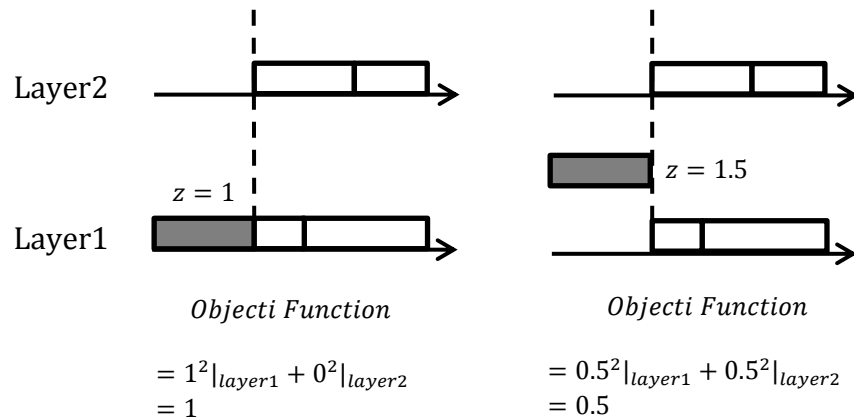 Layer2
z = 1
z = 1.5
Layer1
Objecti Function
= 1²|layer1 + 0²|layer2
= 1
Objecti Function
= 0.5²|layer1 + 0.5²|layer2
= 0.5